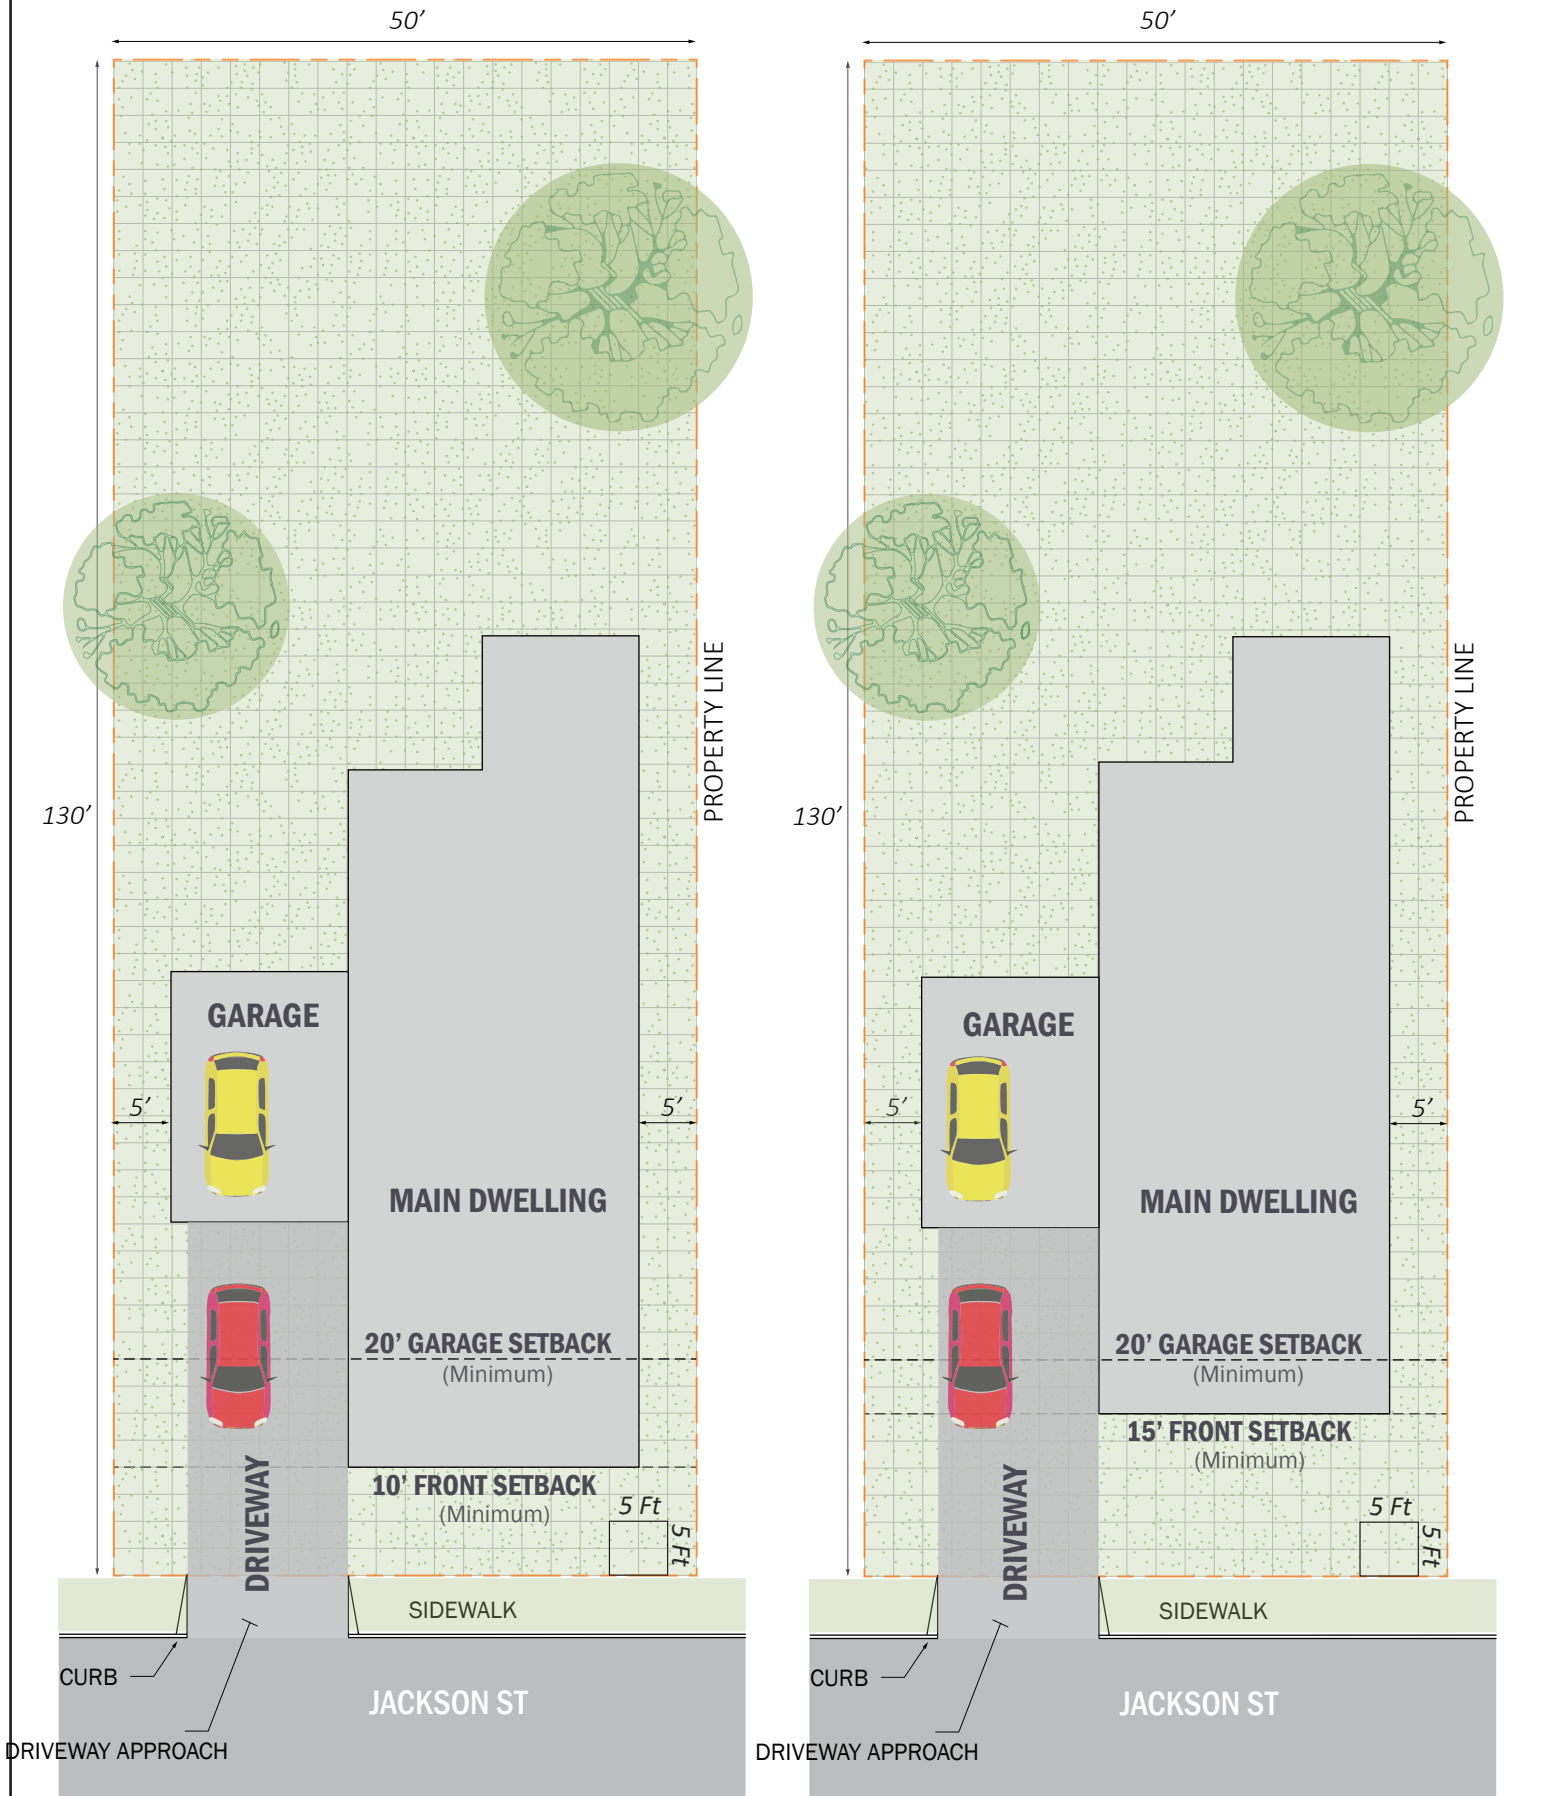 50’
130’
PROPERTY LINE
GARAGE
5’
5’
MAIN DWELLING
20’ GARAGE SETBACK
(Minimum)
10’ FRONT SETBACK
(Minimum)
5 Ft
5 Ft
DRIVEWAY
SIDEWALK
CURB
JACKSON ST
DRIVEWAY APPROACH
50’
130’
PROPERTY LINE
GARAGE
5’
5’
MAIN DWELLING
20’ GARAGE SETBACK
(Minimum)
15’ FRONT SETBACK
(Minimum)
5 Ft
5 Ft
DRIVEWAY
SIDEWALK
CURB
JACKSON ST
DRIVEWAY APPROACH